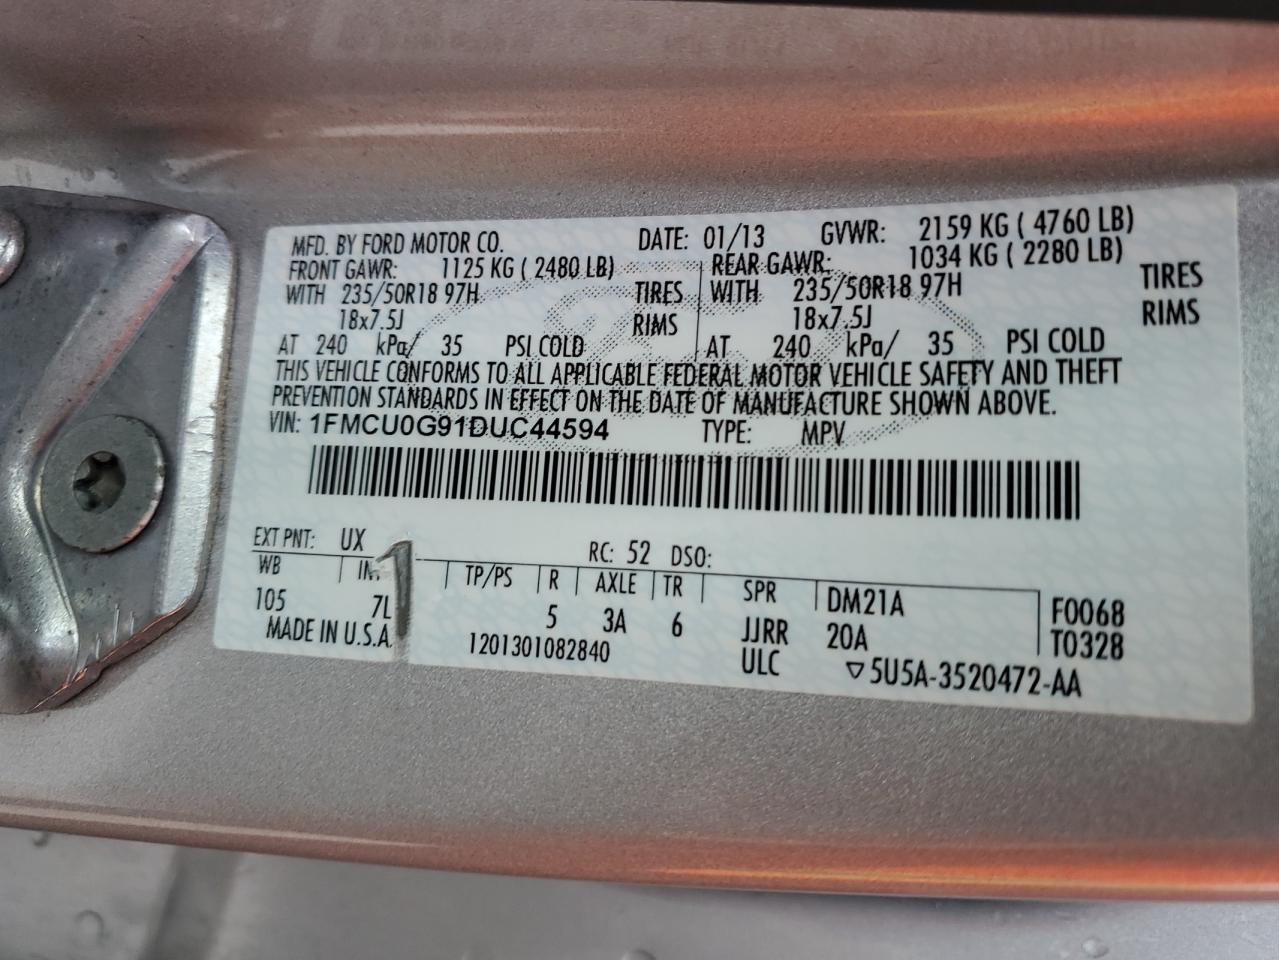 MFD. BY FORD MOTOR CO. DATE: 01/13 GVWR: 2159 KG ( 4760 LB)
FRONT GAWR: 1125 KG ( 2480 LB) REAR GAWR: 1034 KG ( 2280 LB)
WITH 235/50R18 97H TIRES WITH 235/50R18 97H TIRES
18x7.5J RIMS 18x7.5J RIMS
AT 240 kPa/ 35 PSI COLD AT 240 kPa/ 35 PSI COLD
THIS VEHICLE CONFORMS TO ALL APPLICABLE FEDERAL MOTOR VEHICLE SAFETY AND THEFT
PREVENTION STANDARDS IN EFFECT ON THE DATE OF MANUFACTURE SHOWN ABOVE.
VIN: 1FMCU0G91DUC44594 TYPE: MPV
EXT PNT: UX RC: 52 DSO:
WB 1 TP/PS R AXLE TR SPR DM21A F0068
105 7L 5 3A 6 JJRR 20A T0328
MADE IN U.S.A. 1201301082840 ULC ▽5U5A-3520472-AA